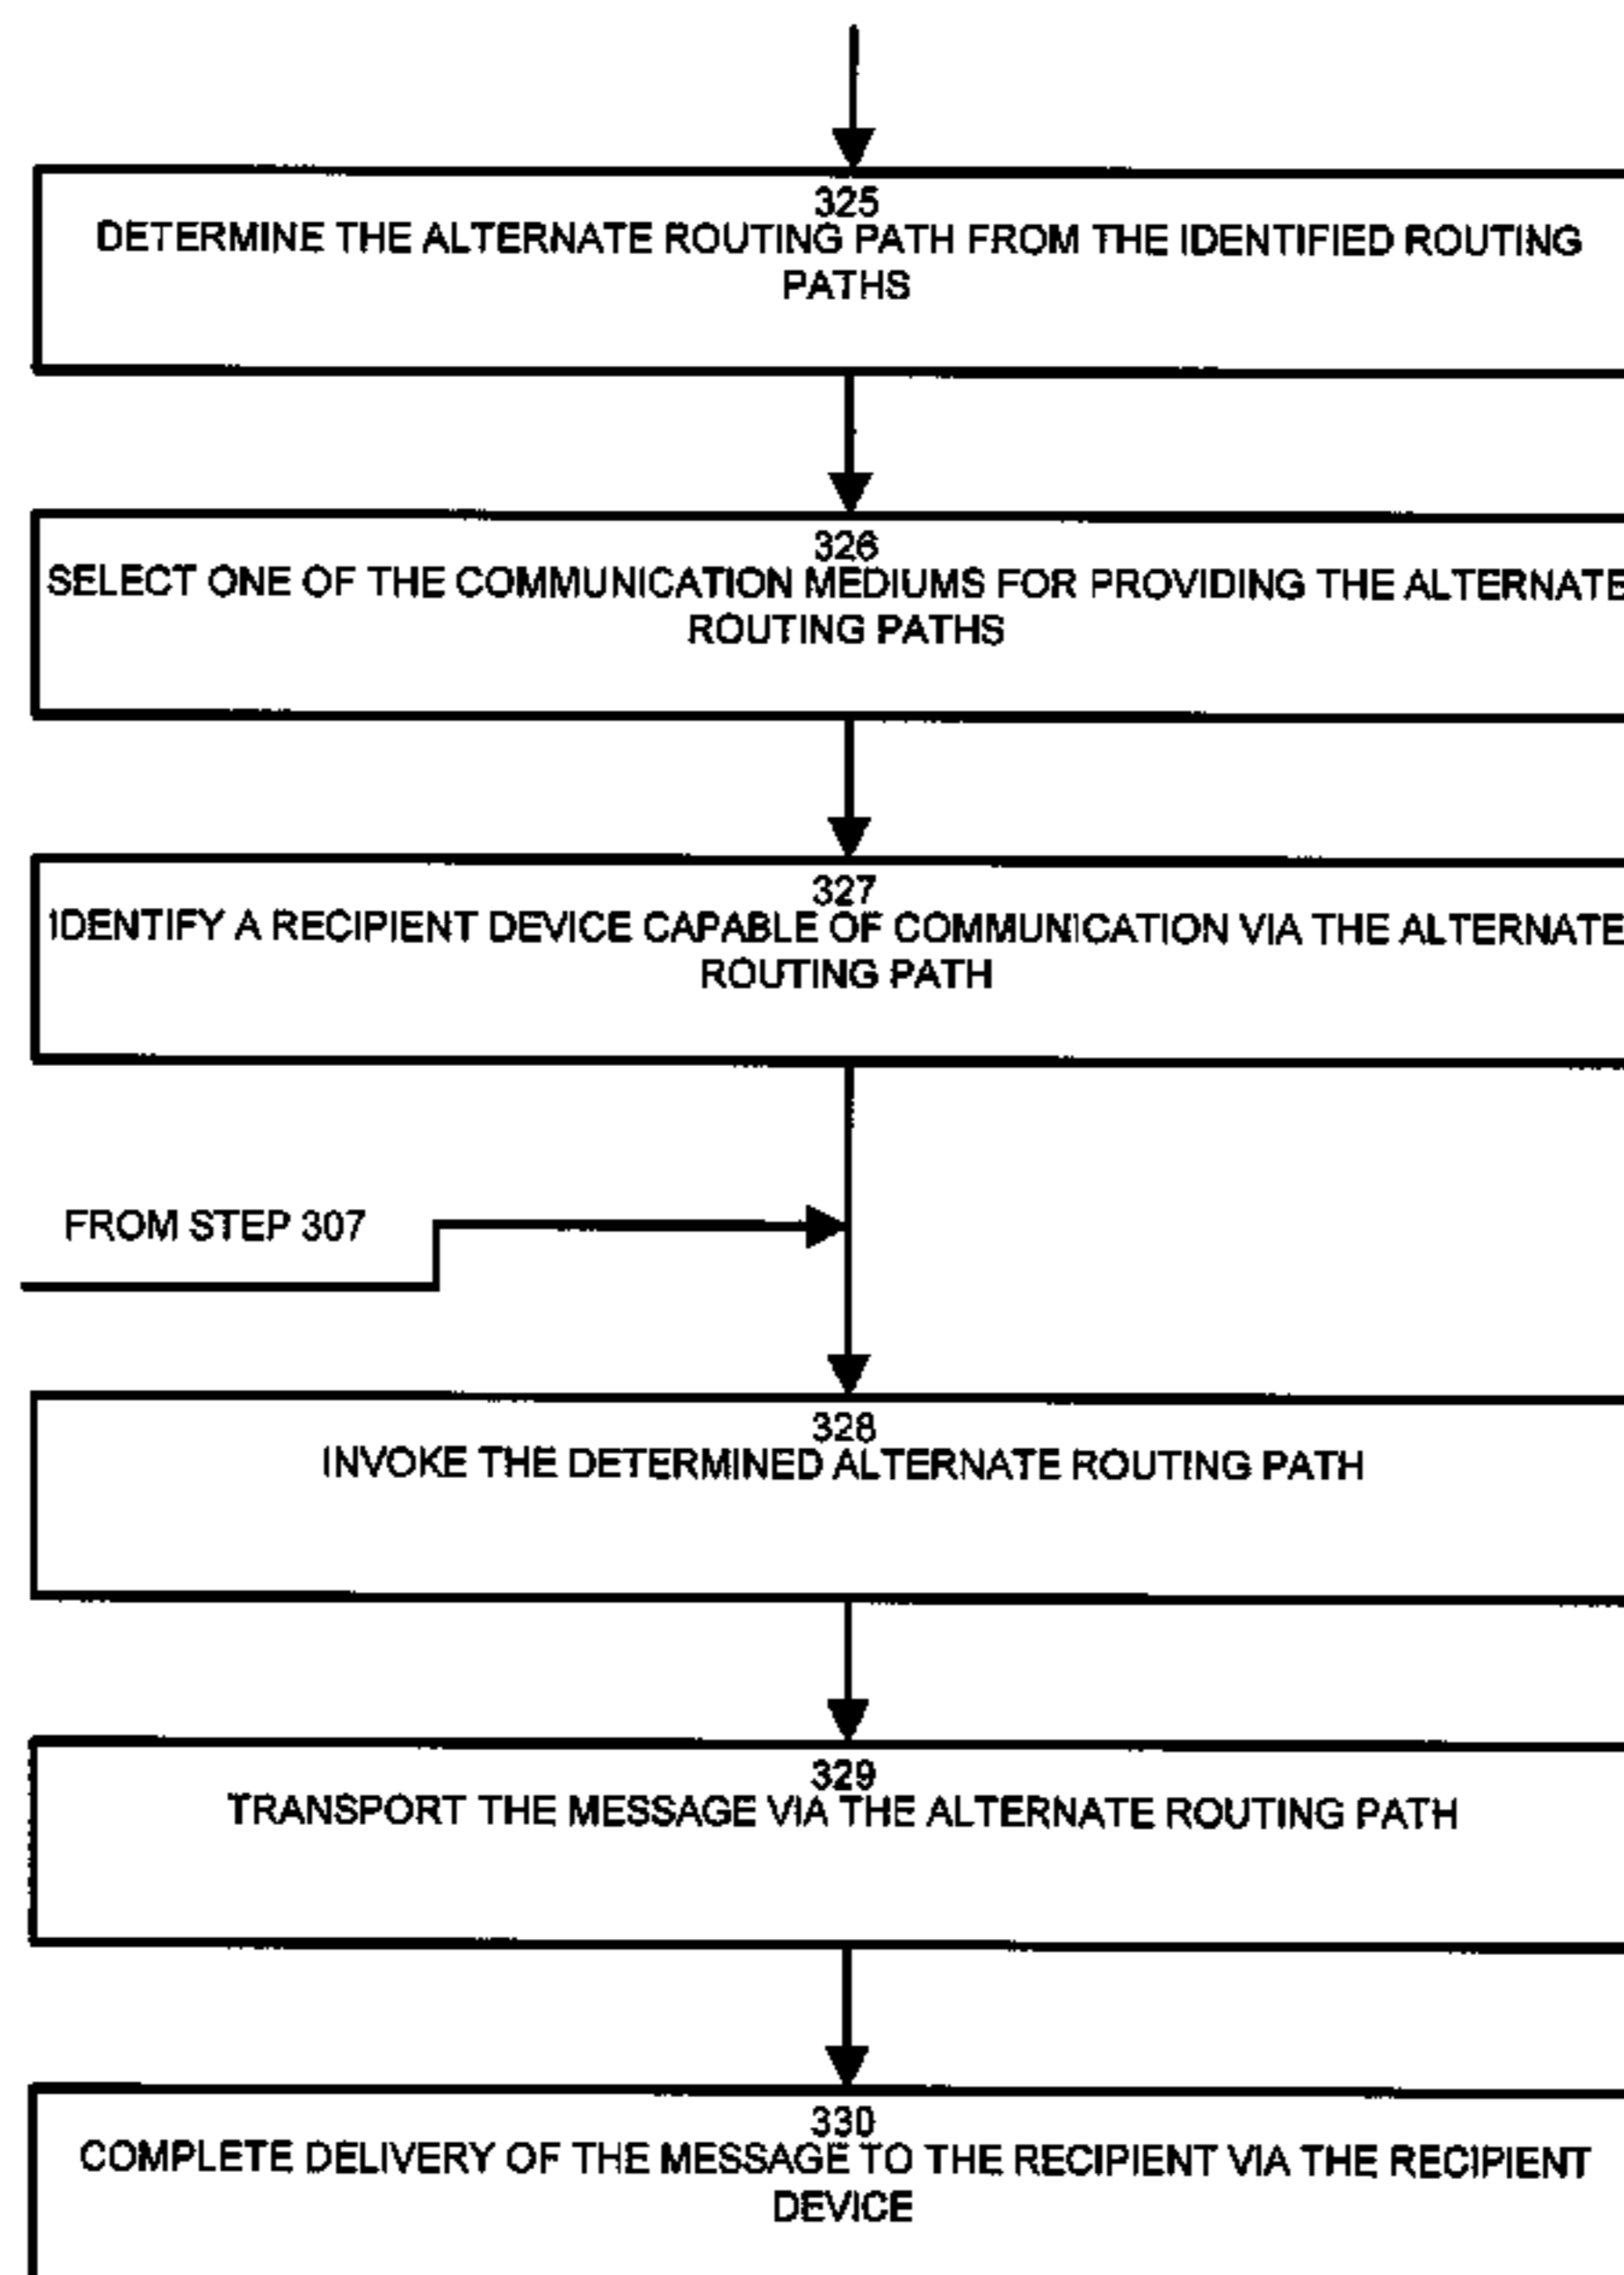 325
DETERMINE THE ALTERNATE ROUTING PATH FROM THE IDENTIFIED ROUTING
PATHS
326
SELECT ONE OF THE COMMUNICATION MEDIUMS FOR PROVIDING THE ALTERNATE
ROUTING PATHS
327
IDENTIFY A RECIPIENT DEVICE CAPABLE OF COMMUNICATION VIA THE ALTERNATE
ROUTING PATH
FROM STEP 307
328
INVOKE THE DETERMINED ALTERNATE ROUTING PATH
329
TRANSPORT THE MESSAGE VIA THE ALTERNATE ROUTING PATH
330
COMPLETE DELIVERY OF THE MESSAGE TO THE RECIPIENT VIA THE RECIPIENT
DEVICE